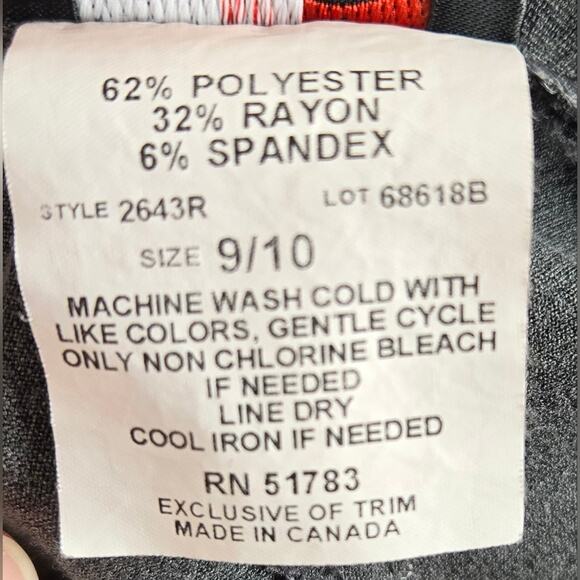 62% POLYESTER
32% RAYON
6% SPANDEX
STYLE 2643R LOT 68618B
SIZE 9/10
MACHINE WASH COLD WITH
LIKE COLORS, GENTLE CYCLE
ONLY NON CHLORINE BLEACH
IF NEEDED
LINE DRY
COOL IRON IF NEEDED
RN 51783
EXCLUSIVE OF TRIM
MADE IN CANADA